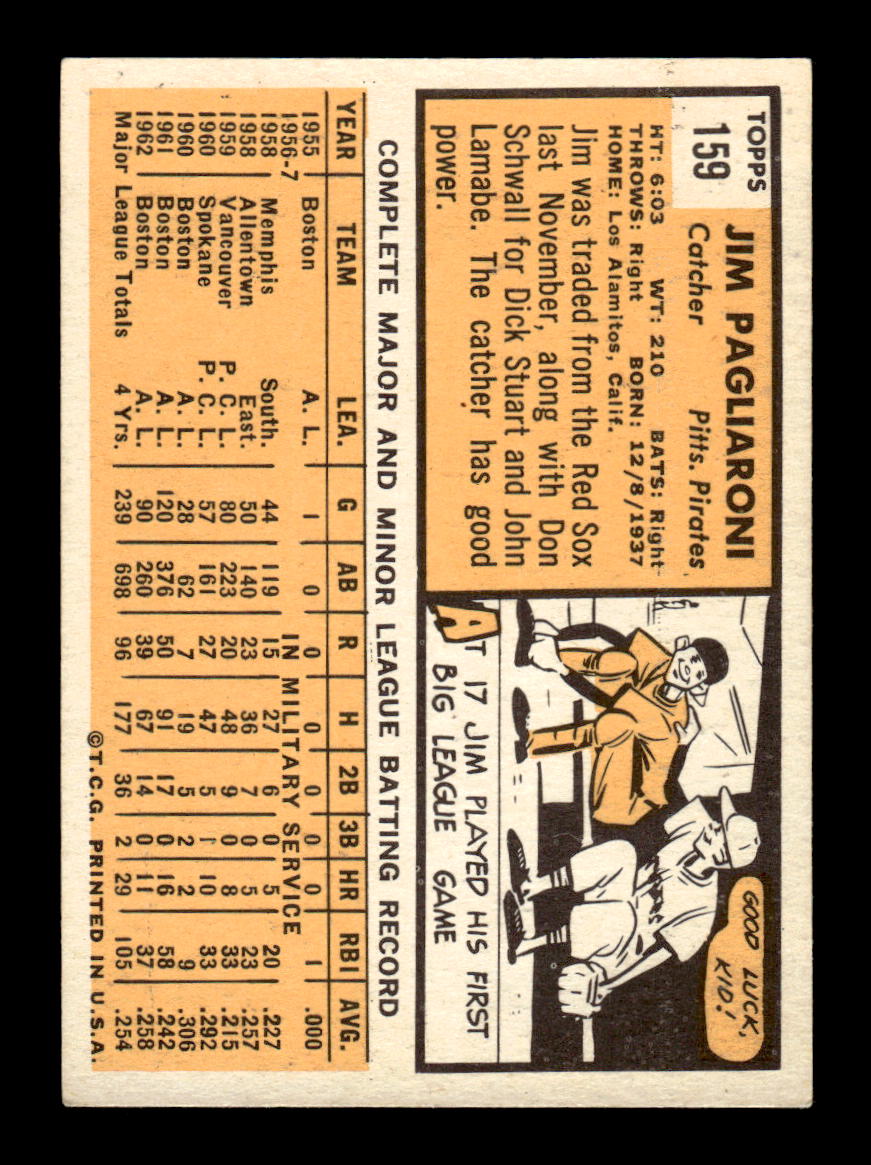 TOPPS
159
JIM PAGLIARONI
Catcher Pitts. Pirates
HT: 6:03 WT: 210 BATS: Right
THROWS: Right BORN: 12/8/1937
HOME: Los Alamitos, Calif.
Jim was traded from the Red Sox
last November, along with Don
Schwall for Dick Stuart and John
Lamabe. The catcher has good
power.
GOOD LUCK,
KID!
AT 17 JIM PLAYED HIS FIRST
BIG LEAGUE GAME
COMPLETE MAJOR AND MINOR LEAGUE BATTING RECORD
YEAR TEAM LEA. G AB R H 2B 3B HR RBI AVG.
1955 Boston A. L. 1 0 0 0 0 0 0 1 .000
1956-7 IN MILITARY SERVICE
1958 Memphis South. 44 119 15 27 6 0 5 20 .227
1958 Allentown East. 50 140 23 36 7 0 5 23 .257
1959 Vancouver P. C. L. 80 223 20 48 9 0 8 33 .215
1960 Spokane P. C. L. 57 161 27 47 5 1 10 33 .292
1960 Boston A. L. 28 62 7 19 5 2 2 9 .306
1961 Boston A. L. 120 376 50 91 17 0 16 58 .242
1962 Boston A. L. 90 260 39 67 14 0 11 37 .258
Major League Totals 4 Yrs. 239 698 96 177 36 2 29 105 .254
©T.C.G. PRINTED IN U.S.A.